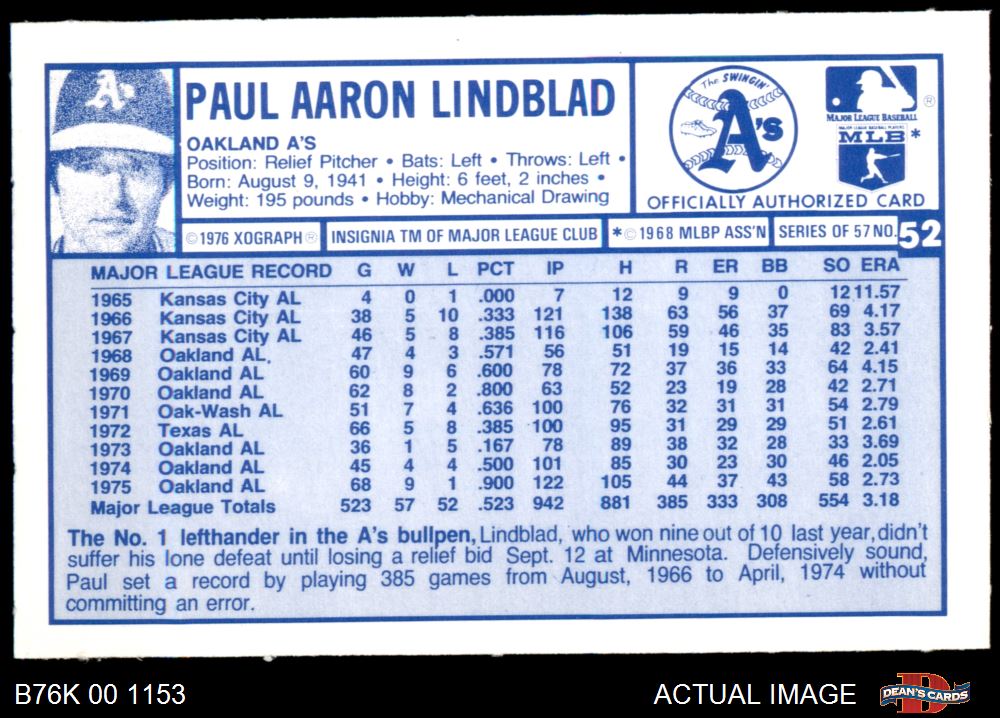 PAUL AARON LINDBLAD
OAKLAND A'S
Position: Relief Pitcher • Bats: Left • Throws: Left •
Born: August 9, 1941 • Height: 6 feet, 2 inches •
Weight: 195 pounds • Hobby: Mechanical Drawing
The SWINGIN'
A's
MAJOR LEAGUE BASEBALL ®
MAJOR LEAGUE BASEBALL PLAYERS
MLB *
OFFICIALLY AUTHORIZED CARD
© 1976 XOGRAPH ® INSIGNIA TM OF MAJOR LEAGUE CLUB *© 1968 MLBP ASS'N SERIES OF 57 NO. 52
MAJOR LEAGUE RECORD G W L PCT IP H R ER BB SO ERA
1965 Kansas City AL 4 0 1 .000 7 12 9 9 0 12 11.57
1966 Kansas City AL 38 5 10 .333 121 138 63 56 37 69 4.17
1967 Kansas City AL 46 5 8 .385 116 106 59 46 35 83 3.57
1968 Oakland AL. 47 4 3 .571 56 51 19 15 14 42 2.41
1969 Oakland AL 60 9 6 .600 78 72 37 36 33 64 4.15
1970 Oakland AL 62 8 2 .800 63 52 23 19 28 42 2.71
1971 Oak-Wash AL 51 7 4 .636 100 76 32 31 31 54 2.79
1972 Texas AL 66 5 8 .385 100 95 31 29 29 51 2.61
1973 Oakland AL 36 1 5 .167 78 89 38 32 28 33 3.69
1974 Oakland AL 45 4 4 .500 101 85 30 23 30 46 2.05
1975 Oakland AL 68 9 1 .900 122 105 44 37 43 58 2.73
Major League Totals 523 57 52 .523 942 881 385 333 308 554 3.18
The No. 1 lefthander in the A's bullpen, Lindblad, who won nine out of 10 last year, didn't
suffer his lone defeat until losing a relief bid Sept. 12 at Minnesota. Defensively sound,
Paul set a record by playing 385 games from August, 1966 to April, 1974 without
committing an error.
B76K 00 1153
ACTUAL IMAGE
DEAN'S CARDS